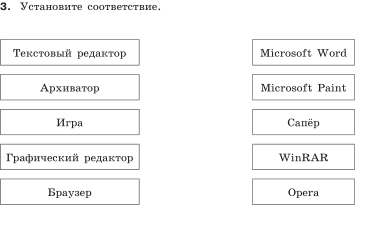 3. Установите соответствие.
Текстовый редактор Microsoft Word
Архиватор Microsoft Paint
Игра Сапёр
Графический редактор WinRAR
Браузер Opera